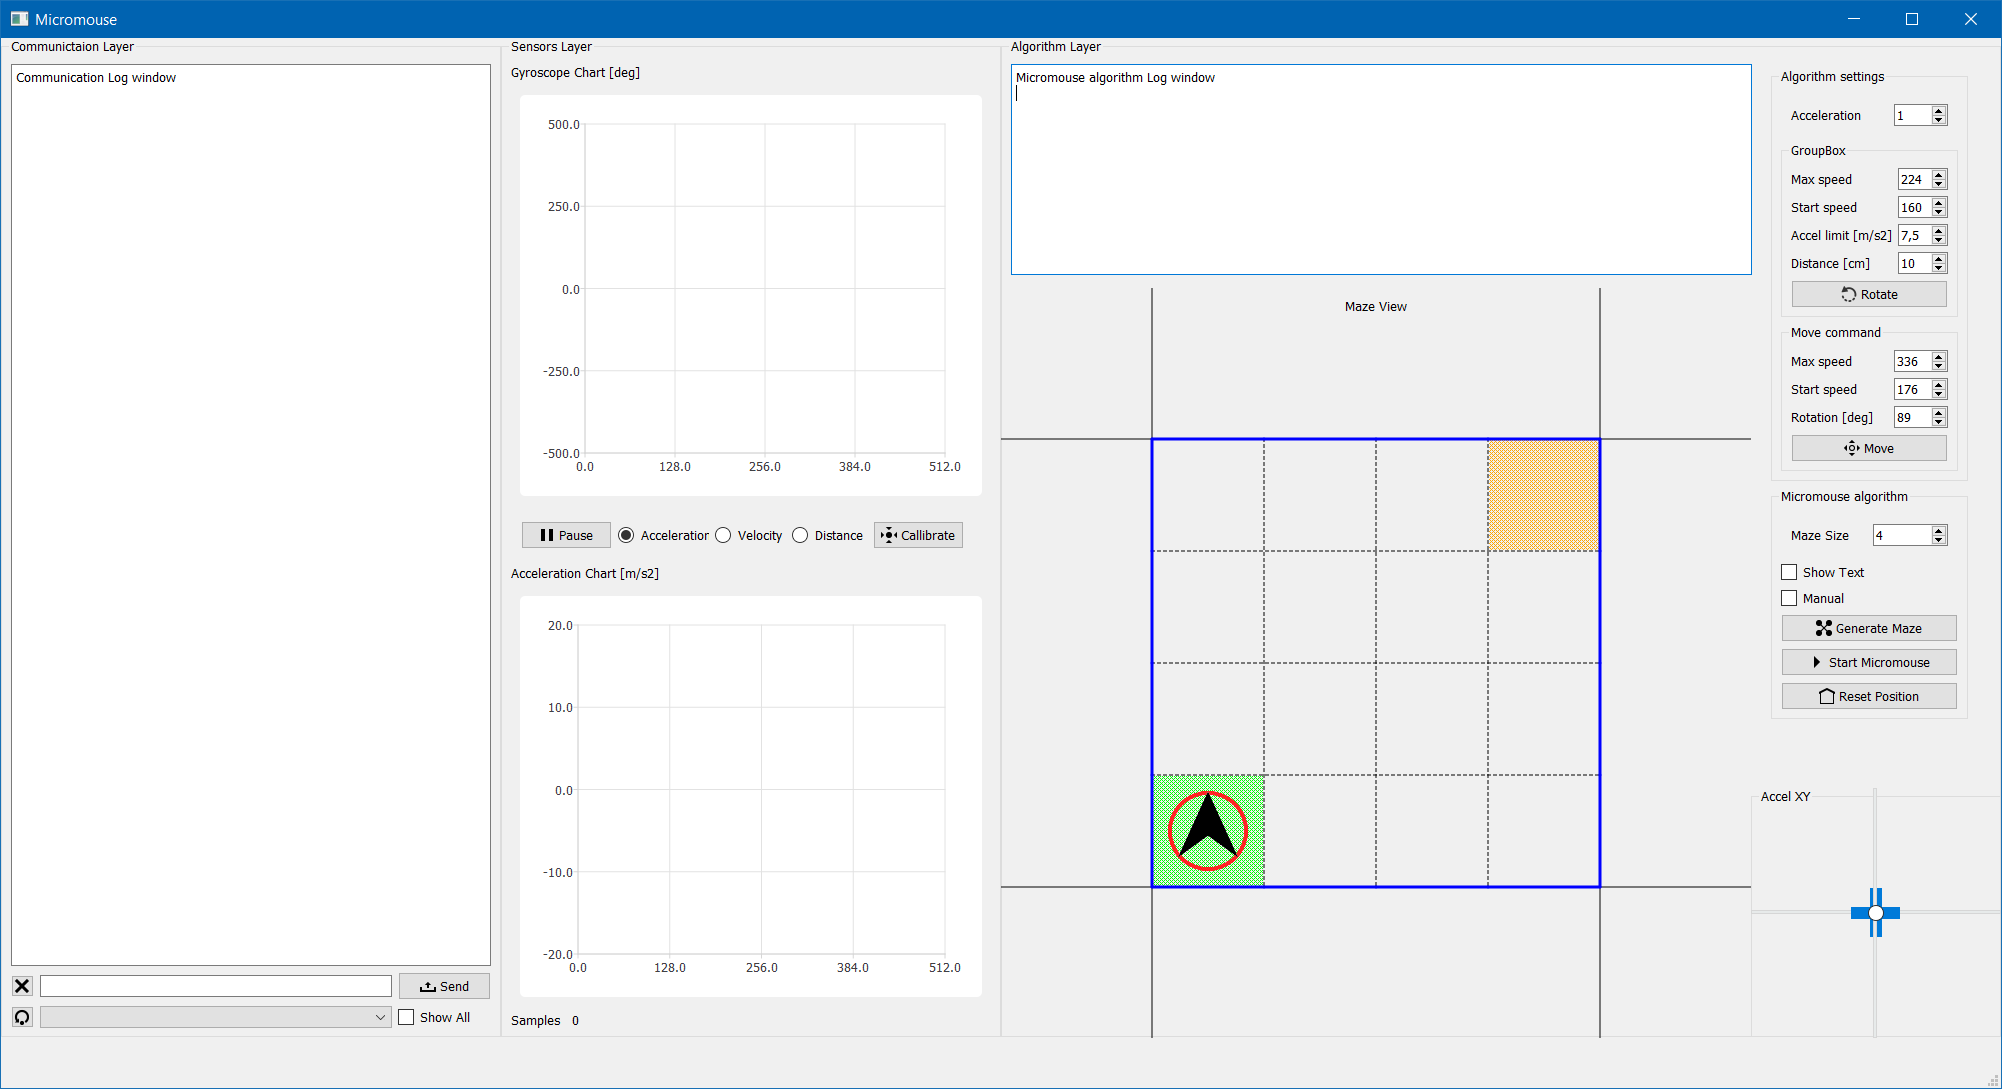 Micromouse
Communictaion Layer
Communication Log window
Send
Show All
Sensors Layer
Gyroscope Chart [deg]
500.0
250.0
0.0
-250.0
-500.0
0.0 128.0 256.0 384.0 512.0
Pause Acceleration Velocity Distance Callibrate
Acceleration Chart [m/s2]
20.0
10.0
0.0
-10.0
-20.0
0.0 128.0 256.0 384.0 512.0
Samples 0
Algorithm Layer
Micromouse algorithm Log window
Maze View
Algorithm settings
Acceleration 1
GroupBox
Max speed 224
Start speed 160
Accel limit [m/s2] 7,5
Distance [cm] 10
Rotate
Move command
Max speed 336
Start speed 176
Rotation [deg] 89
Move
Micromouse algorithm
Maze Size 4
Show Text
Manual
Generate Maze
Start Micromouse
Reset Position
Accel XY